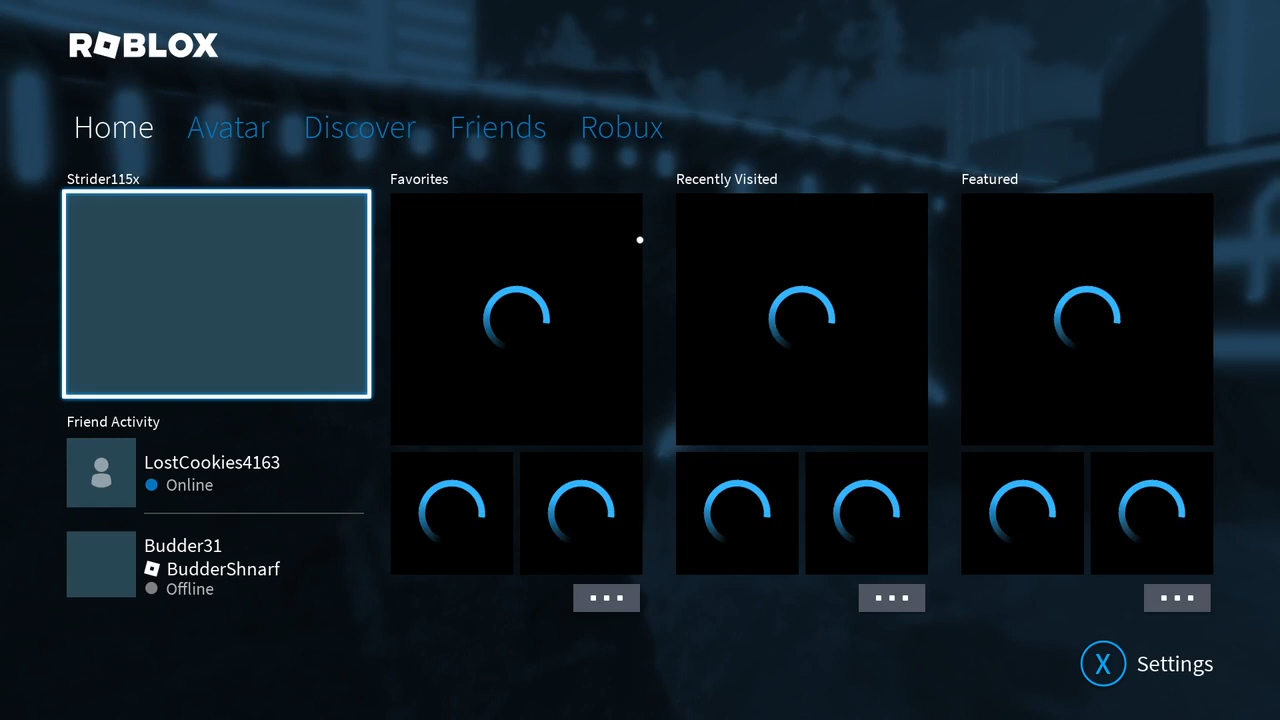 ROBLOX
Home Avatar Discover Friends Robux
Strider115x
Favorites
Recently Visited
Featured
Friend Activity
LostCookies4163
Online
Budder31
BudderShnarf
Offline
X Settings